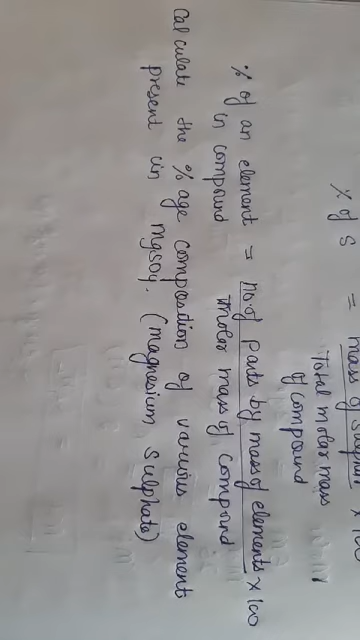 % of S = mass of sulphur × 100
Total molar mass
of compound
% of an element = no. of parts by mass of elements × 100
in compound molar mass of compound
Calculate the % age composition of various element
present in mgso4. (magnesium sulphate)